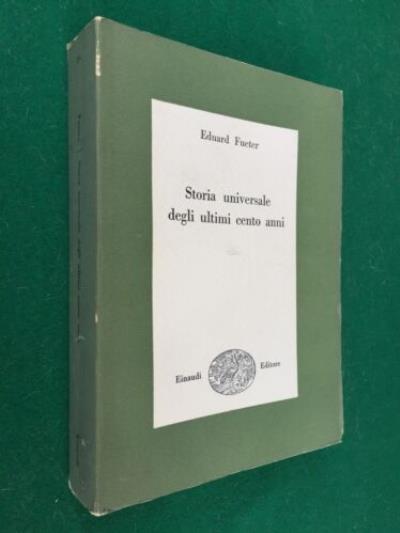 Eduard Fueter
Storia universale
degli ultimi cento anni
Einaudi Editore